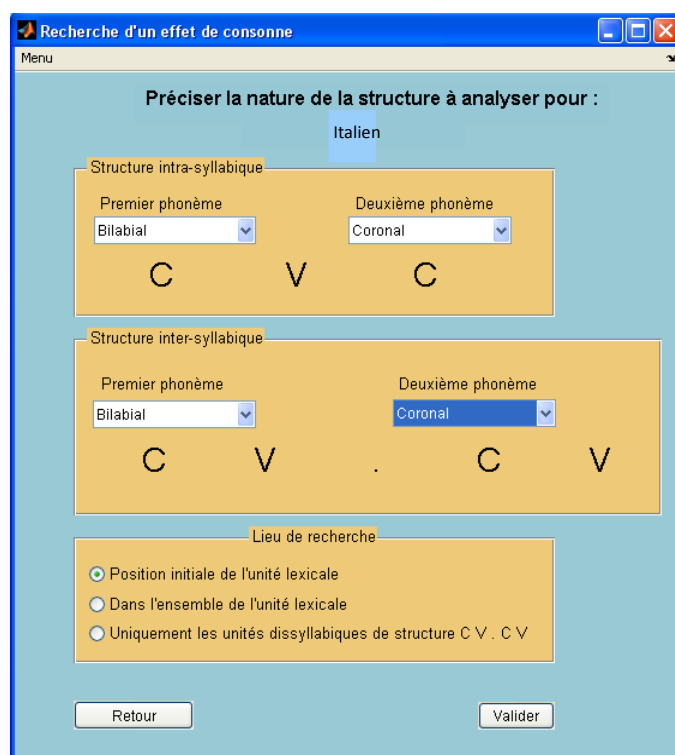 Recherche d'un effet de consonne
Menu
Préciser la nature de la structure à analyser pour :
Italien
Structure intra-syllabique
Premier phonème Deuxième phonème
Bilabial Coronal
C V C
Structure inter-syllabique
Premier phonème Deuxième phonème
Bilabial Coronal
C V . C V
Lieu de recherche
Position initiale de l'unité lexicale
Dans l'ensemble de l'unité lexicale
Uniquement les unités dissyllabiques de structure C V . C V
Retour Valider